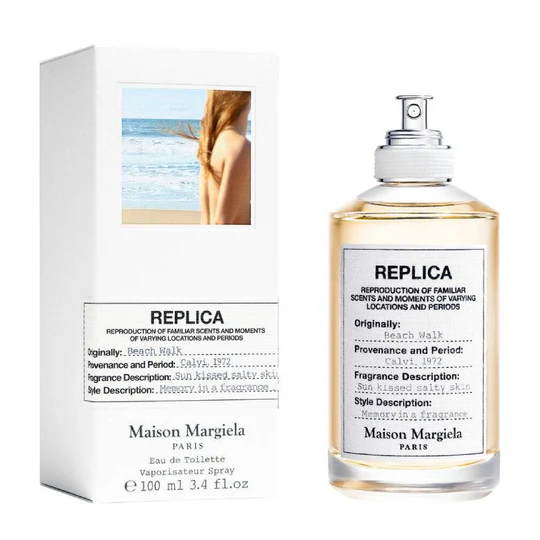 REPLICA
REPRODUCTION OF FAMILIAR SCENTS AND MOMENTS
OF VARYING LOCATIONS AND PERIODS
Originally: Beach Walk
Provenance and Period: Calvi 1972
Fragrance Description: Sun kissed salty ski
Style Description: Memory in a fragrance
Maison Margiela
PARIS
Eau de Toilette
Vaporisateur Spray
℮ 100 ml 3.4 fl.oz
REPLICA
REPRODUCTION OF FAMILIAR
SCENTS AND MOMENTS OF VARYING
LOCATIONS AND PERIODS
Originally:
Beach Walk
Provenance and Period:
Calvi 1972
Fragrance Description:
Sun kissed salty skin
Style Description:
Memory in a fragrance
Maison Margiela
PARIS